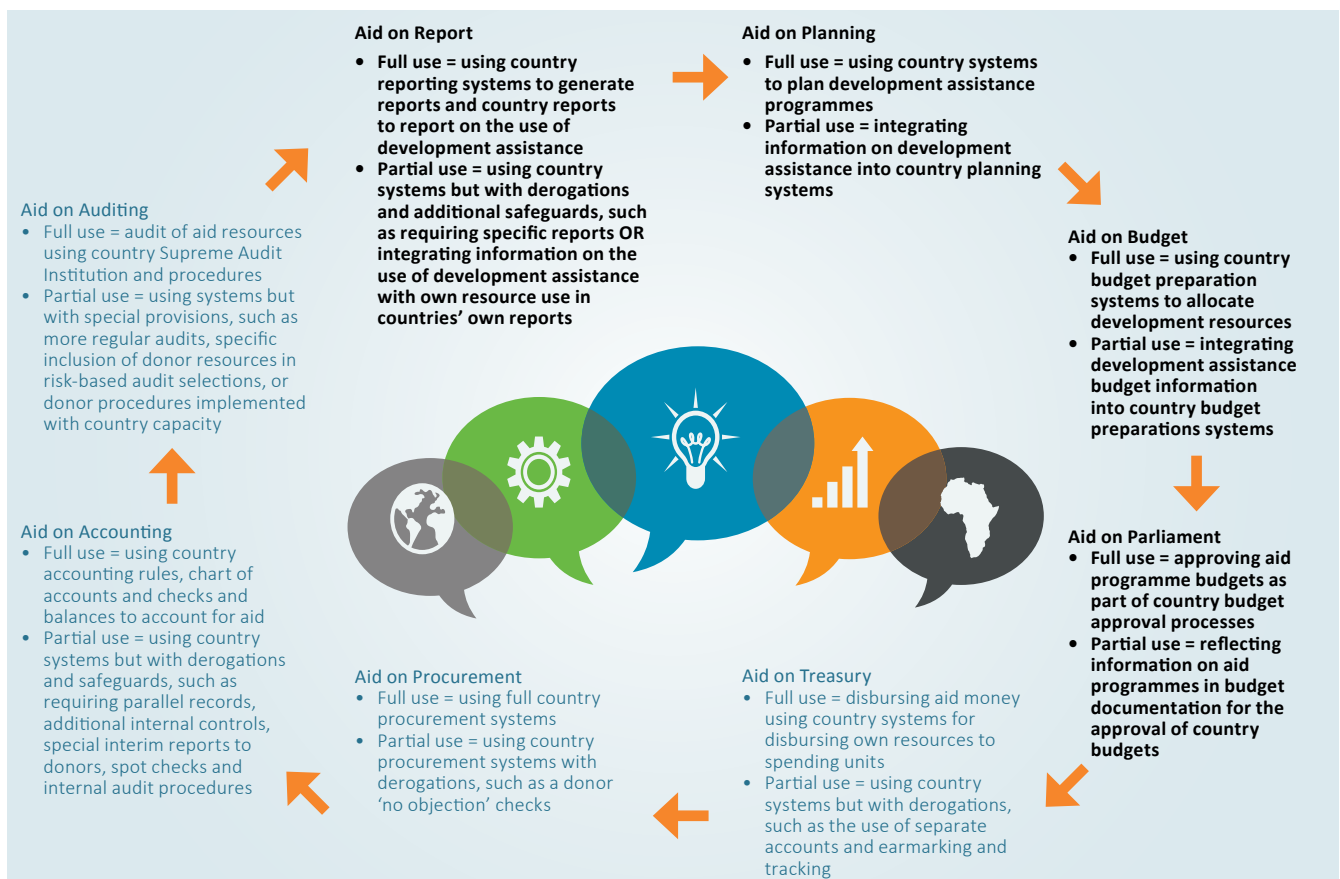 Aid on Report
• Full use = using country
reporting systems to generate
reports and country reports
to report on the use of
development assistance
• Partial use = using country
systems but with derogations
and additional safeguards, such
as requiring specific reports OR
integrating information on the
use of development assistance
with own resource use in
countries’ own reports
Aid on Planning
• Full use = using country systems
to plan development assistance
programmes
• Partial use = integrating
information on development
assistance into country planning
systems
Aid on Budget
• Full use = using country
budget preparation
systems to allocate
development resources
• Partial use = integrating
development assistance
budget information
into country budget
preparations systems
Aid on Parliament
• Full use = approving aid
programme budgets as
part of country budget
approval processes
• Partial use = reflecting
information on aid
programmes in budget
documentation for the
approval of country
budgets
Aid on Treasury
• Full use = disbursing aid money
using country systems for
disbursing own resources to
spending units
• Partial use = using country
systems but with derogations,
such as the use of separate
accounts and earmarking and
tracking
Aid on Procurement
• Full use = using full country
procurement systems
• Partial use = using country
procurement systems with
derogations, such as a donor
‘no objection’ checks
Aid on Accounting
• Full use = using country
accounting rules, chart of
accounts and checks and
balances to account for aid
• Partial use = using country
systems but with derogations
and safeguards, such as
requiring parallel records,
additional internal controls,
special interim reports to
donors, spot checks and
internal audit procedures
Aid on Auditing
• Full use = audit of aid resources
using country Supreme Audit
Institution and procedures
• Partial use = using systems but
with special provisions, such as
more regular audits, specific
inclusion of donor resources in
risk-based audit selections, or
donor procedures implemented
with country capacity